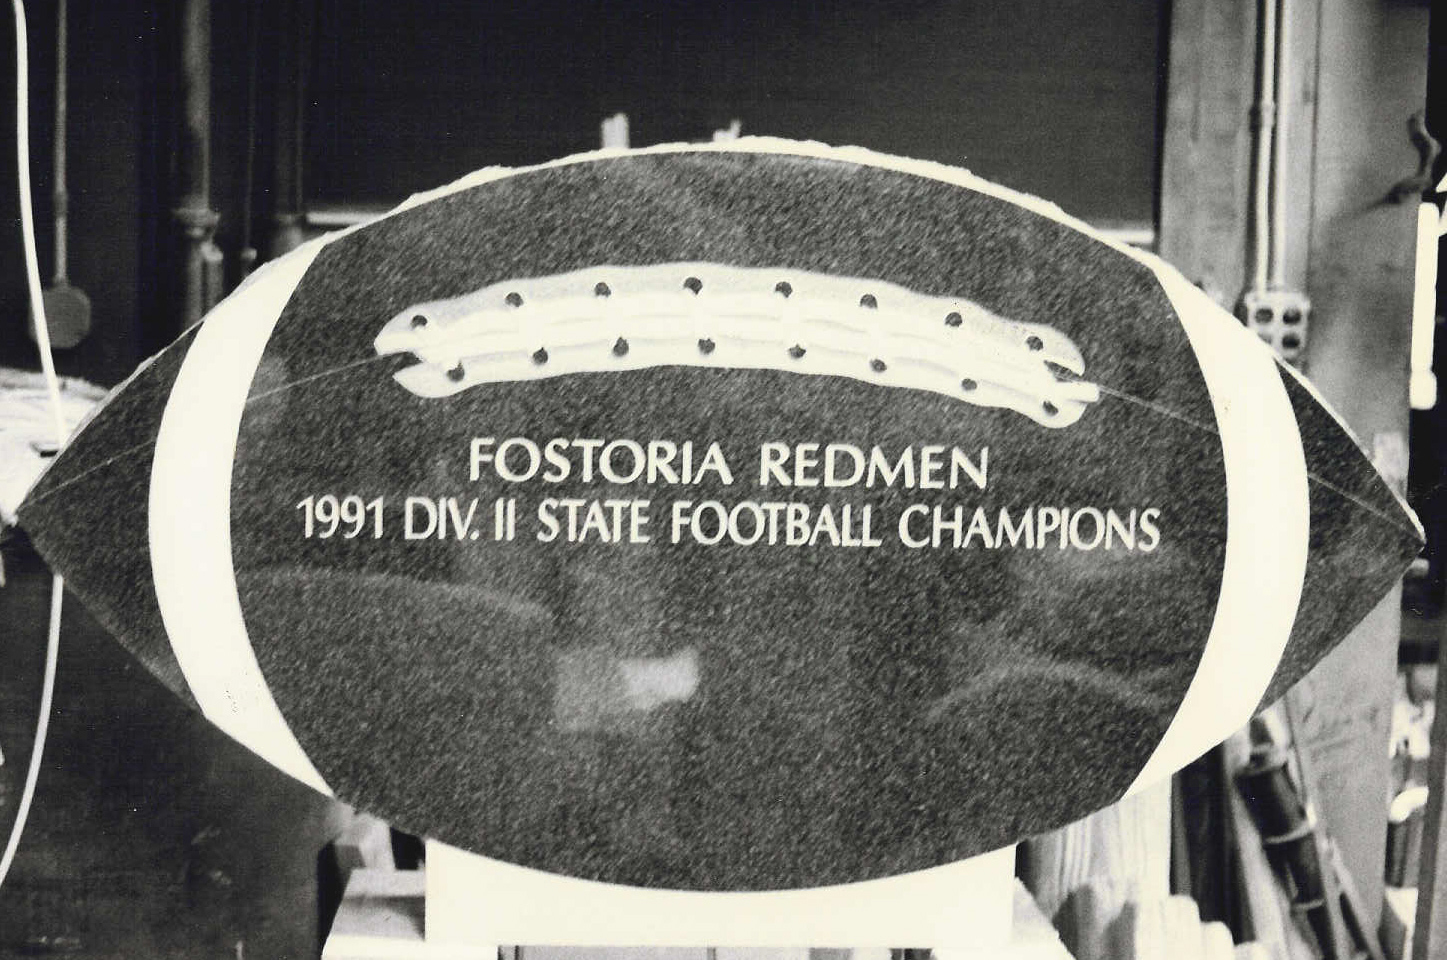 FOSTORIA REDMEN
1991 DIV. II STATE FOOTBALL CHAMPIONS